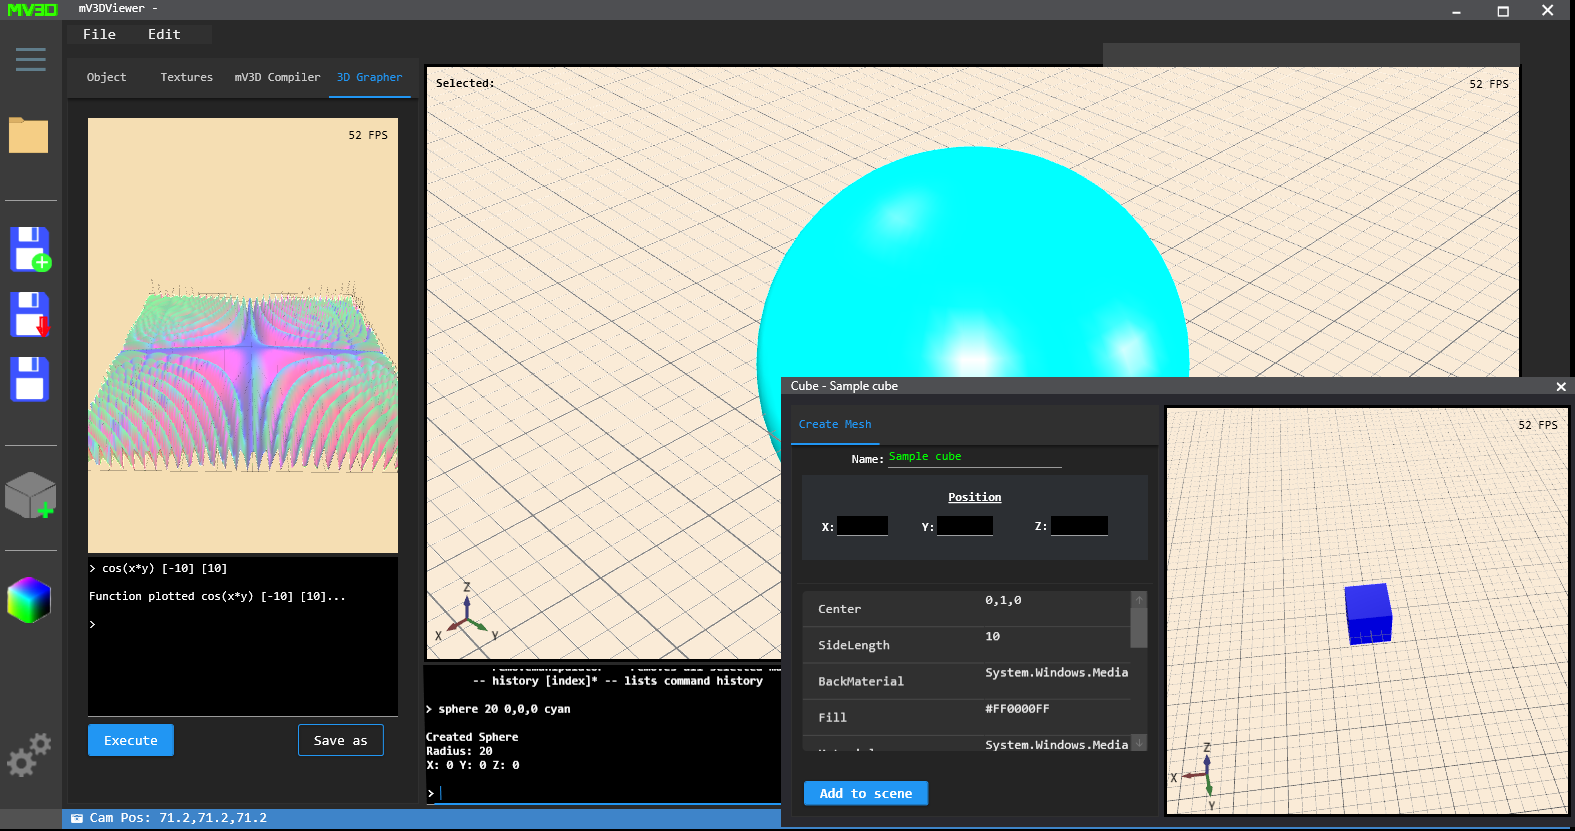 MV3D mV3DViewer -
File Edit
Object Textures mV3D Compiler 3D Grapher
52 FPS
> cos(x*y) [-10] [10]
Function plotted cos(x*y) [-10] [10]...
>
Execute Save as
Selected:
52 FPS
Z
X Y
-- history [index]* -- lists command history
> sphere 20 0,0,0 cyan
Created Sphere
Radius: 20
X: 0 Y: 0 Z: 0
>
Cube - Sample cube
Create Mesh
Name: Sample cube
Position
X: Y: Z:
Center 0,1,0
SideLength 10
BackMaterial System.Windows.Media
Fill #FF0000FF
System.Windows.Media
Add to scene
52 FPS
Z
X
Y
Cam Pos: 71.2,71.2,71.2